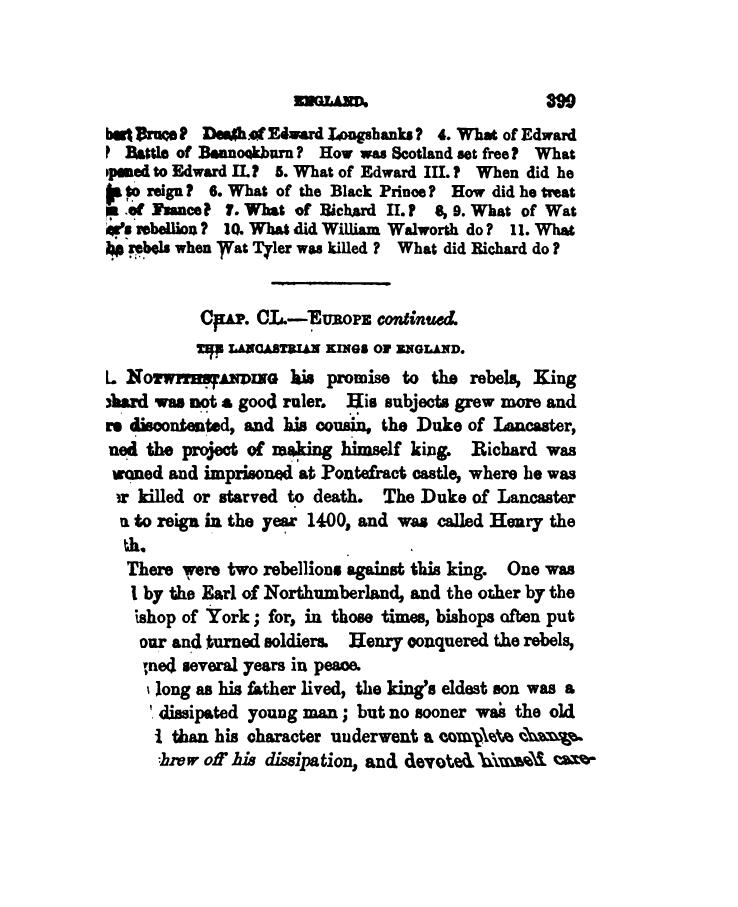 ENGLAND. 399
Bruce? Death of Edward Longshanks? 4. What of Edward
? Battle of Bannockburn? How was Scotland set free? What
to Edward II.? 5. What of Edward III.? When did he
to reign? 6. What of the Black Prince? How did he treat
of France? 7. What of Richard II.? 8, 9. What of Wat
rebellion? 10. What did William Walworth do? 11. What
rebels when Wat Tyler was killed? What did Richard do?
CHAP. CL.—EUROPE continued.
THE LANCASTRIAN KINGS OF ENGLAND.
NOTWITHSTANDING his promise to the rebels, King
was not a good ruler. His subjects grew more and
discontented, and his cousin, the Duke of Lancaster,
ned the project of making himself king. Richard was
and imprisoned at Pontefract castle, where he was
killed or starved to death. The Duke of Lancaster
to reign in the year 1400, and was called Henry the
th.
There were two rebellions against this king. One was
by the Earl of Northumberland, and the other by the
ishop of York; for, in those times, bishops often put
our and turned soldiers. Henry conquered the rebels,
ned several years in peace.
long as his father lived, the king's eldest son was a
dissipated young man; but no sooner was the old
than his character underwent a complete change.
hrew off his dissipation, and devoted himself care-